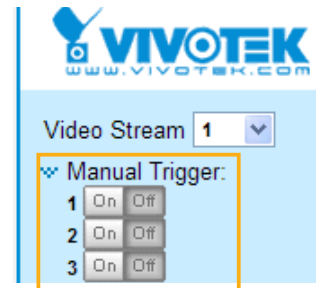 VIVOTEK
www.vivotek.com
Video Stream 1
Manual Trigger:
1 On Off
2 On Off
3 On Off